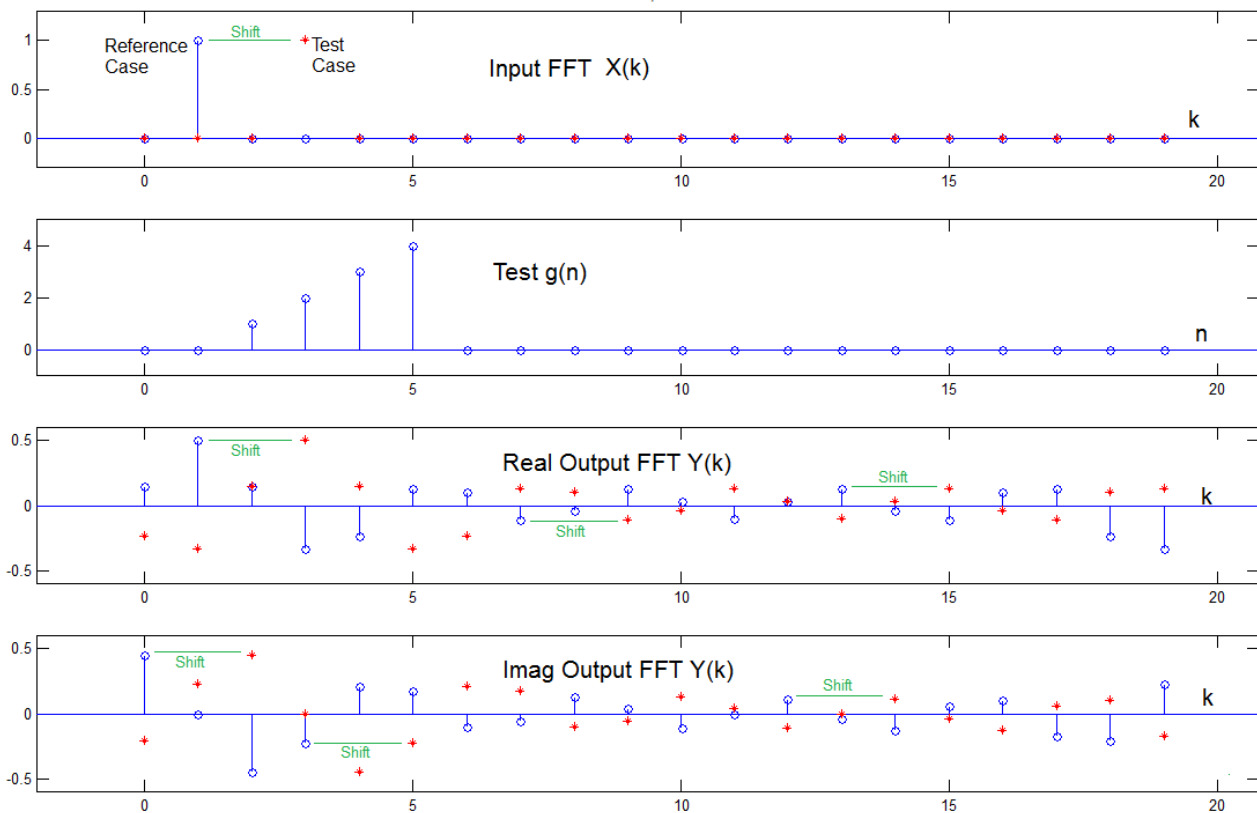 Reference
Case
Shift
Test
Case
Input FFT X(k)
1
0.5
0
k
0 5 10 15 20
Test g(n)
4
2
0
n
0 5 10 15 20
0.5
0
-0.5
Shift
Real Output FFT Y(k)
Shift
Shift
k
0 5 10 15 20
0.5
0
-0.5
Shift
Imag Output FFT Y(k)
Shift
Shift
k
0 5 10 15 20